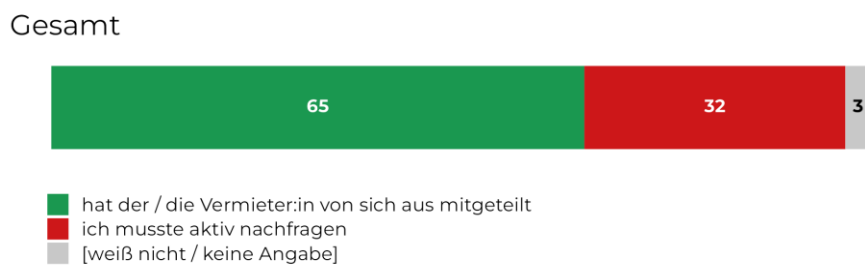 Gesamt
65 32 3
hat der / die Vermieter:in von sich aus mitgeteilt
ich musste aktiv nachfragen
[weiß nicht / keine Angabe]